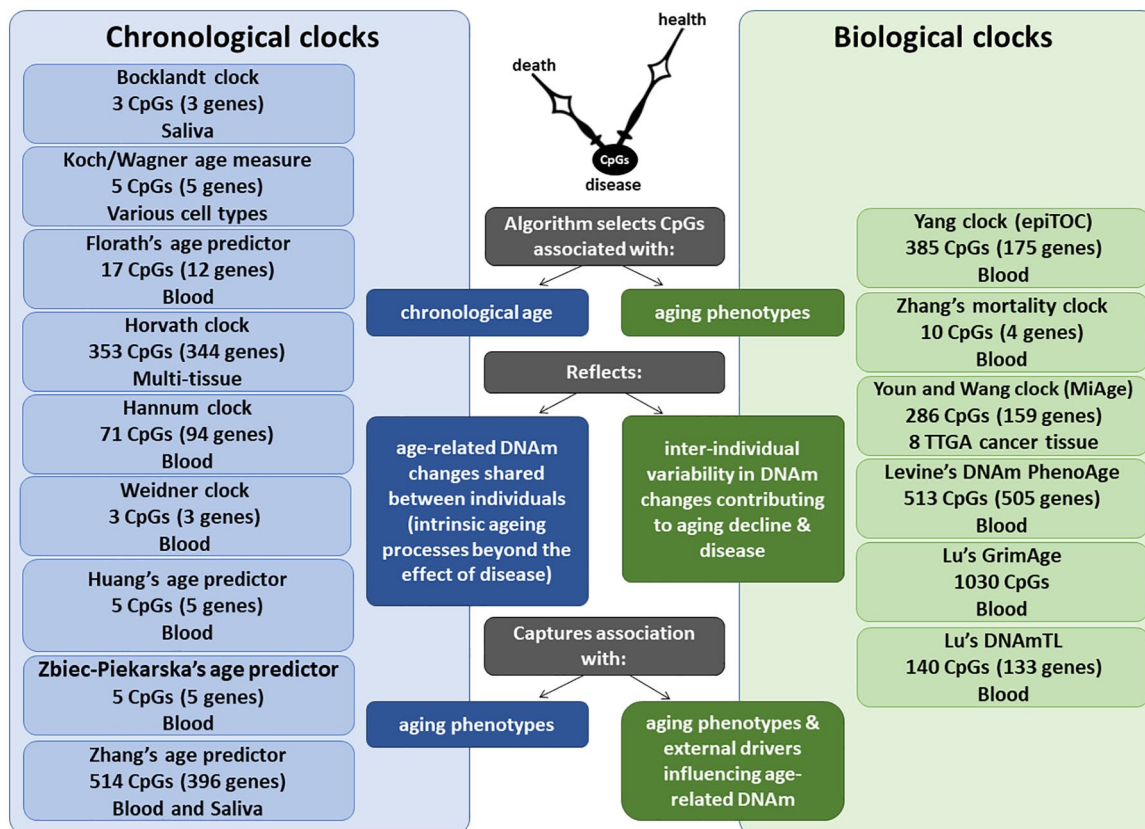 Chronological clocks
Bocklandt clock
3 CpGs (3 genes)
Saliva
Koch/Wagner age measure
5 CpGs (5 genes)
Various cell types
Florath's age predictor
17 CpGs (12 genes)
Blood
Horvath clock
353 CpGs (344 genes)
Multi-tissue
Hannum clock
71 CpGs (94 genes)
Blood
Weidner clock
3 CpGs (3 genes)
Blood
Huang's age predictor
5 CpGs (5 genes)
Blood
Zbiec-Piekarska's age predictor
5 CpGs (5 genes)
Blood
Zhang's age predictor
514 CpGs (396 genes)
Blood and Saliva
health
death
CpGs
disease
Algorithm selects CpGs
associated with:
chronological age
aging phenotypes
Reflects:
age-related DNAm
changes shared
between individuals
(intrinsic ageing
processes beyond the
effect of disease)
inter-individual
variability in DNAm
changes contributing
to aging decline &
disease
Captures association
with:
aging phenotypes
aging phenotypes &
external drivers
influencing age-
related DNAm
Biological clocks
Yang clock (epiTOC)
385 CpGs (175 genes)
Blood
Zhang's mortality clock
10 CpGs (4 genes)
Blood
Youn and Wang clock (MiAge)
286 CpGs (159 genes)
8 TTGA cancer tissue
Levine's DNAm PhenoAge
513 CpGs (505 genes)
Blood
Lu's GrimAge
1030 CpGs
Blood
Lu's DNAmTL
140 CpGs (133 genes)
Blood